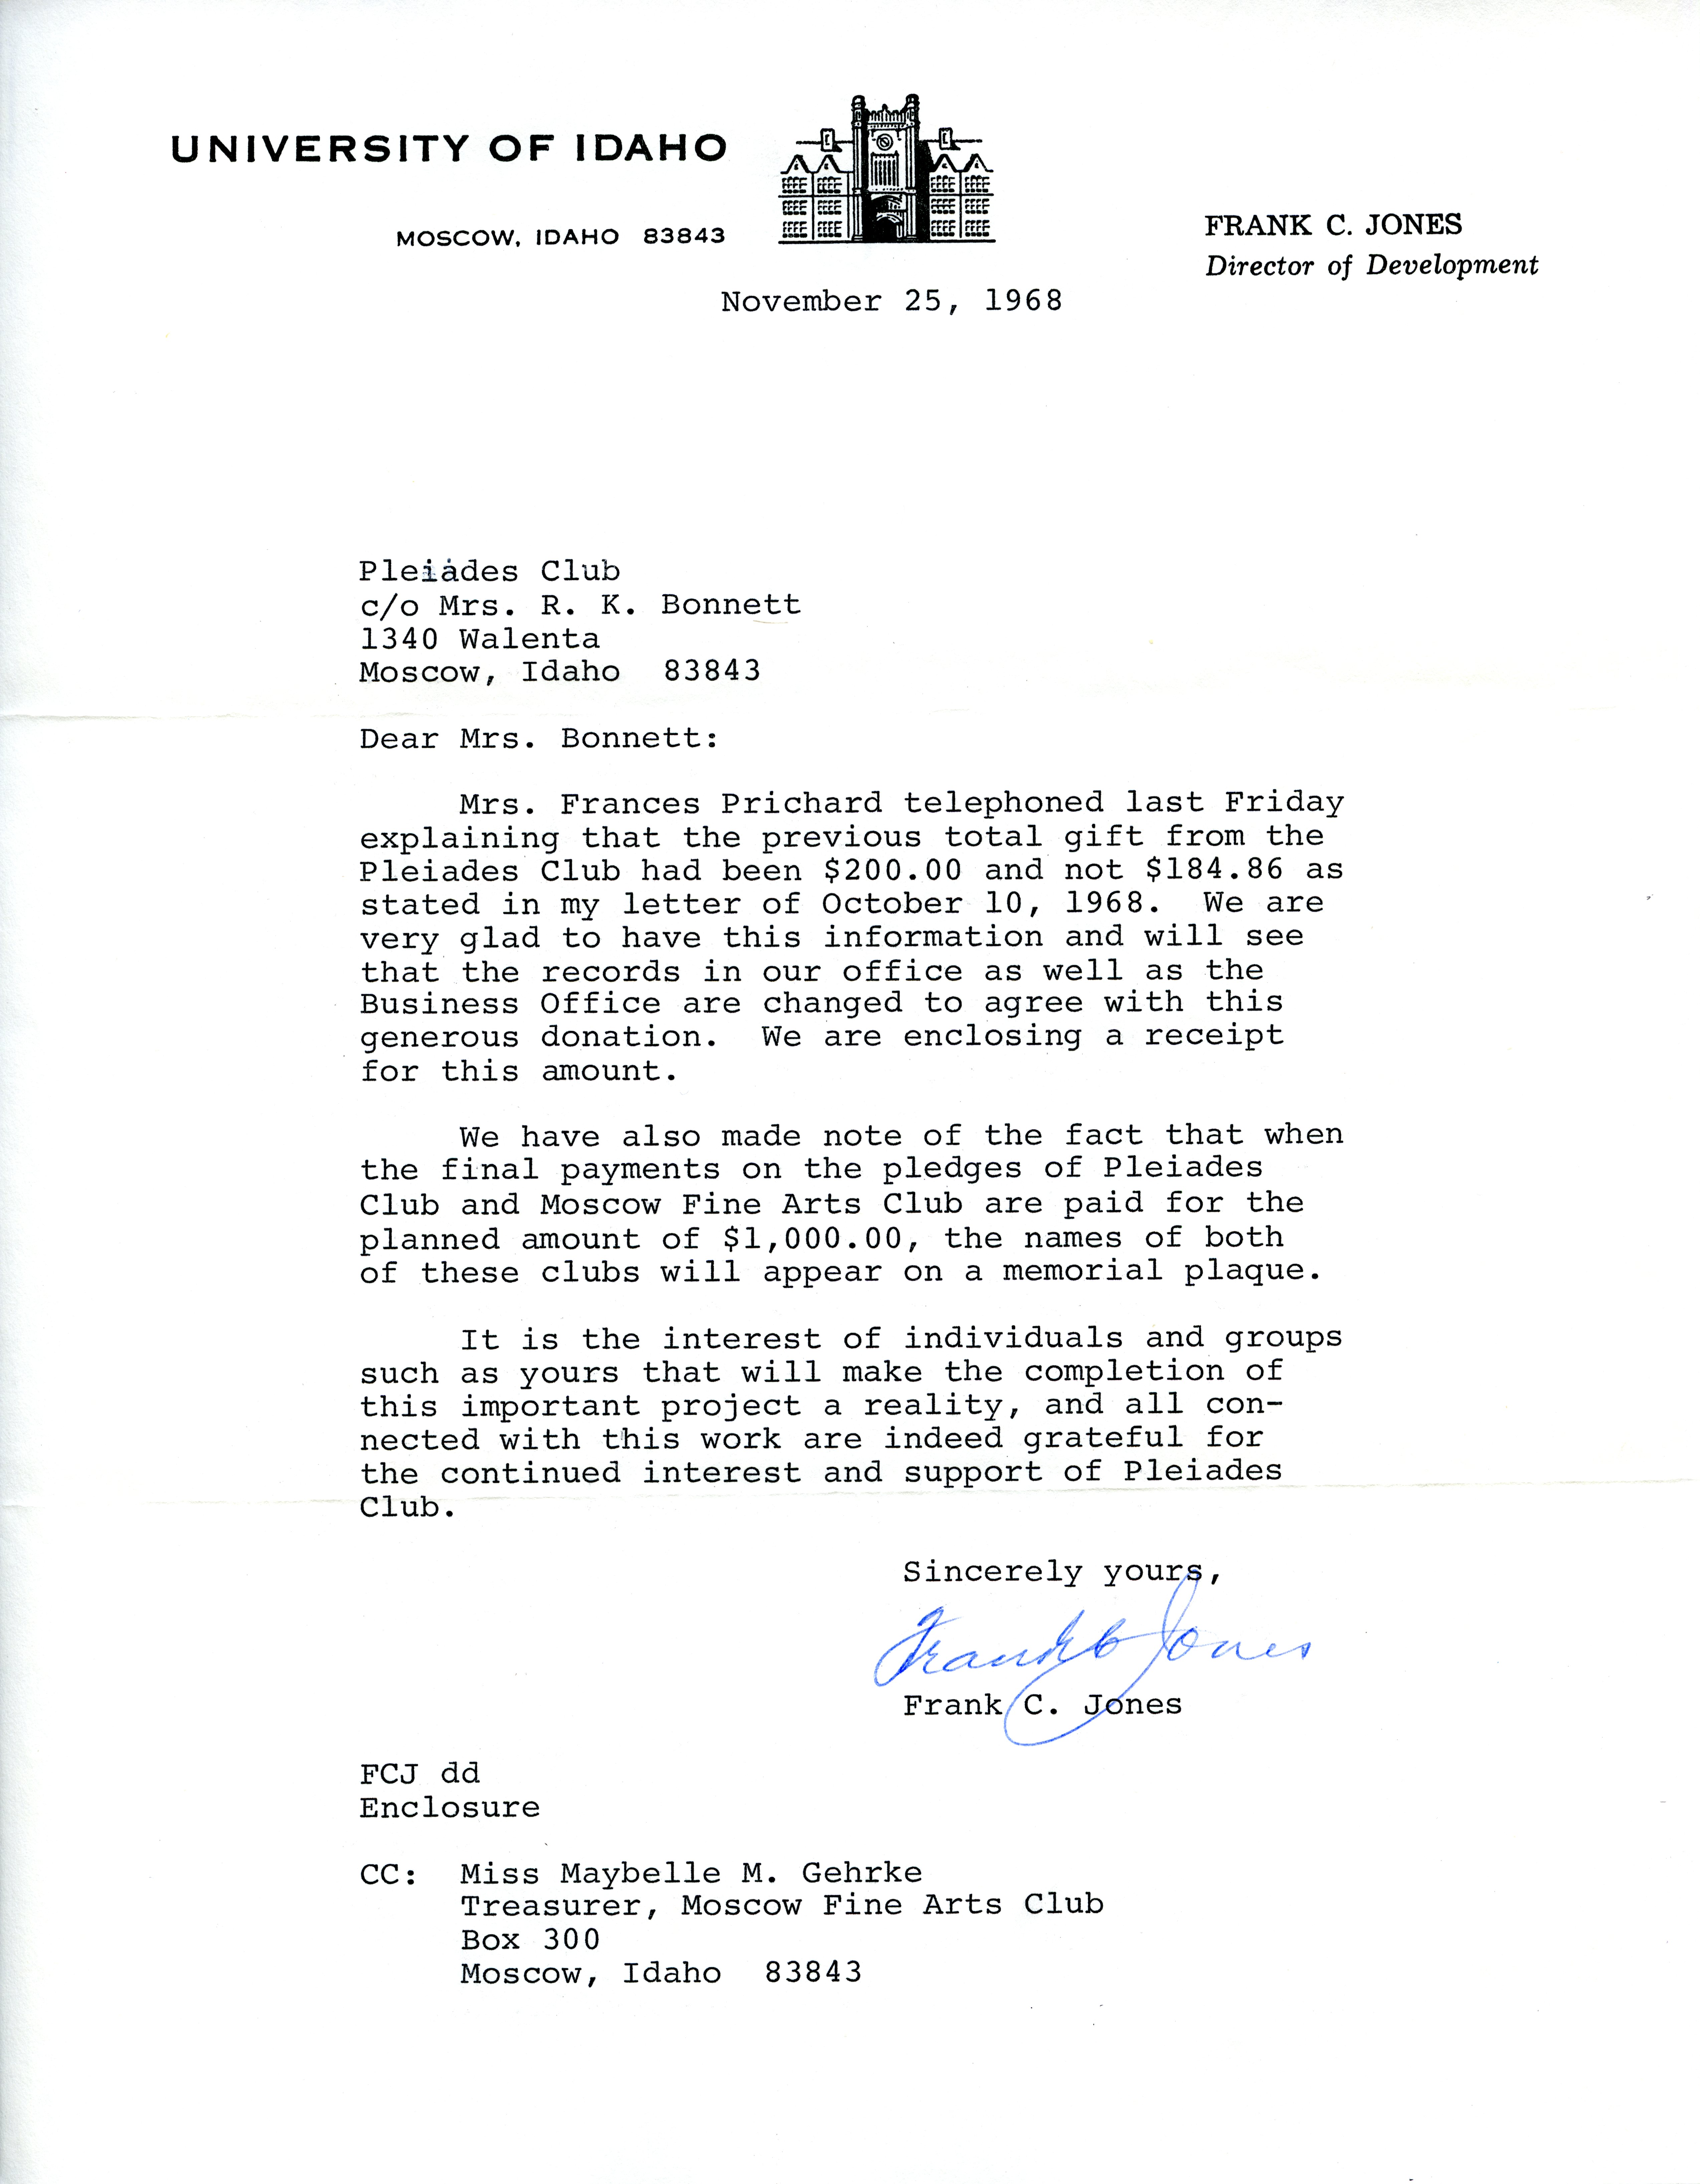 UNIVERSITY OF IDAHO
MOSCOW, IDAHO 83843
FRANK C. JONES
Director of Development
November 25, 1968
Pleiades Club
c/o Mrs. R. K. Bonnett
1340 Walenta
Moscow, Idaho 83843
Dear Mrs. Bonnett:
Mrs. Frances Prichard telephoned last Friday
explaining that the previous total gift from the
Pleiades Club had been $200.00 and not $184.86 as
stated in my letter of October 10, 1968. We are
very glad to have this information and will see
that the records in our office as well as the
Business Office are changed to agree with this
generous donation. We are enclosing a receipt
for this amount.
We have also made note of the fact that when
the final payments on the pledges of Pleiades
Club and Moscow Fine Arts Club are paid for the
planned amount of $1,000.00, the names of both
of these clubs will appear on a memorial plaque.
It is the interest of individuals and groups
such as yours that will make the completion of
this important project a reality, and all con-
nected with this work are indeed grateful for
the continued interest and support of Pleiades
Club.
Sincerely yours,
Frank C Jones
Frank C. Jones
FCJ dd
Enclosure
CC: Miss Maybelle M. Gehrke
Treasurer, Moscow Fine Arts Club
Box 300
Moscow, Idaho 83843